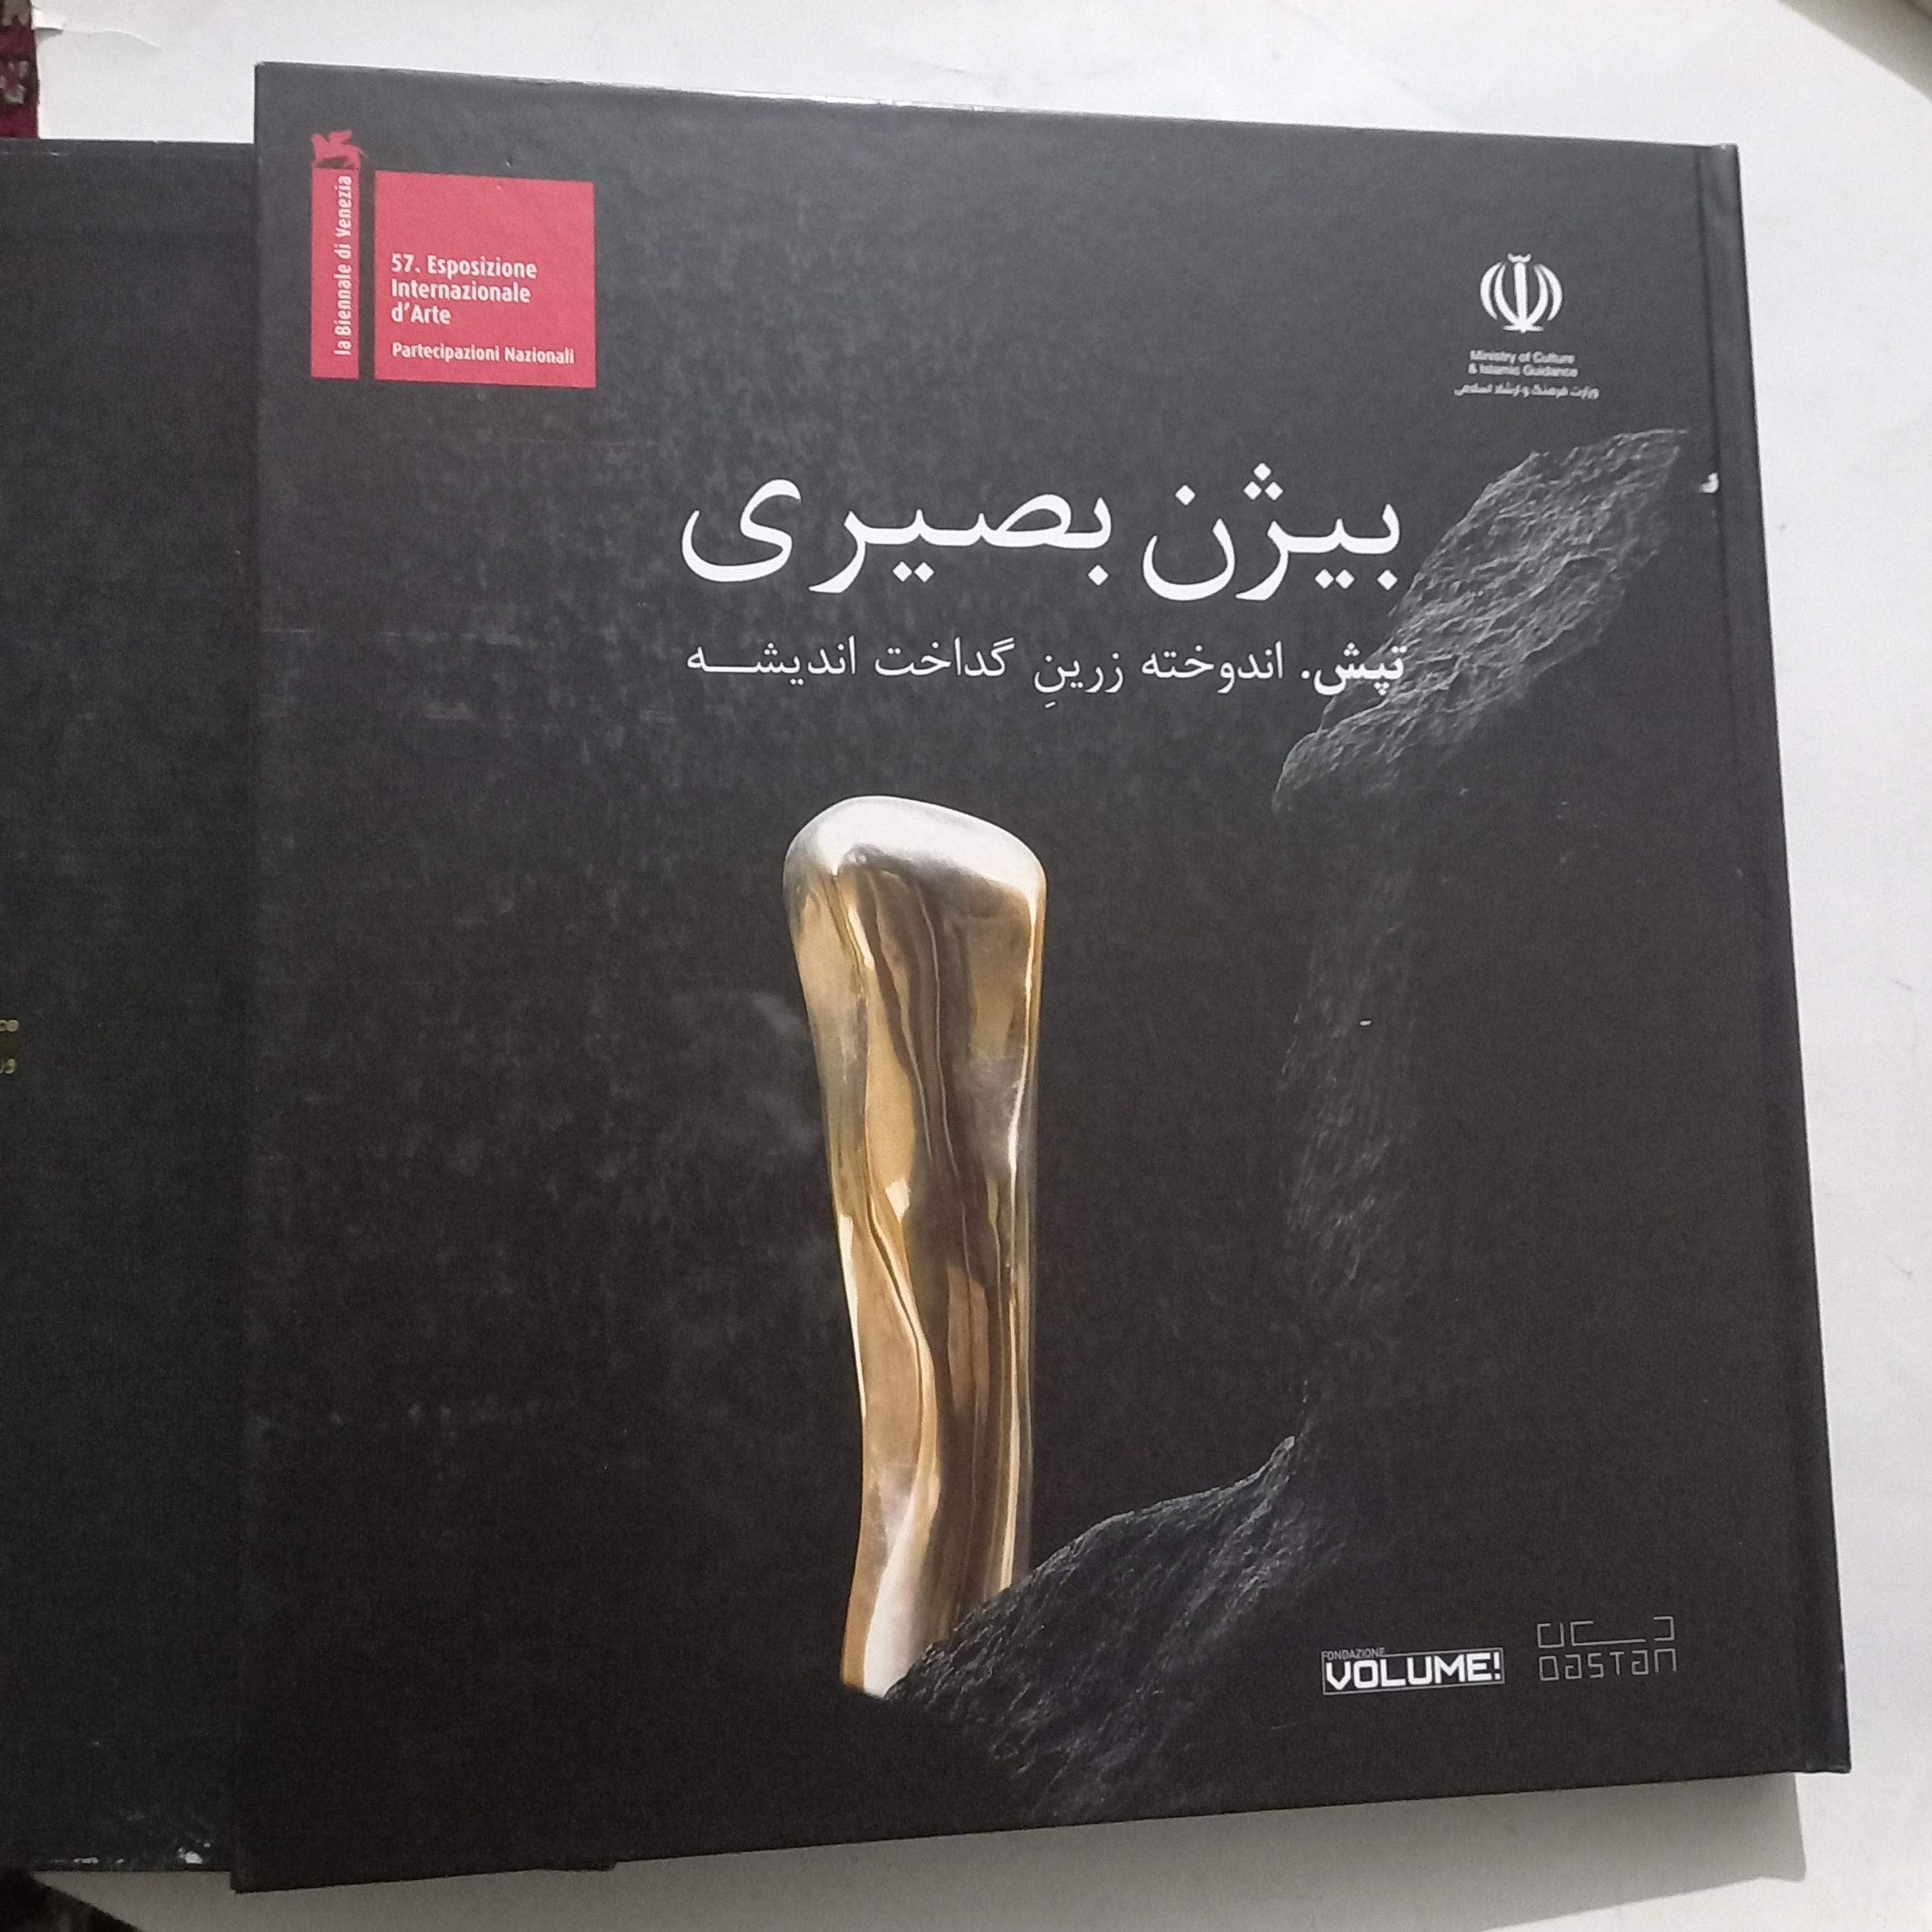 la Biennale di Venezia
57. Esposizione
Internazionale
d'Arte
Partecipazioni Nazionali
Ministry of Culture
& Islamic Guidance
وزارت فرهنگ و ارشاد اسلامی
بیژن بصیری
تپش. اندوخته زرینِ گداخت اندیشـــه
FONDAZIONE
VOLUME!
دستان
Dastan